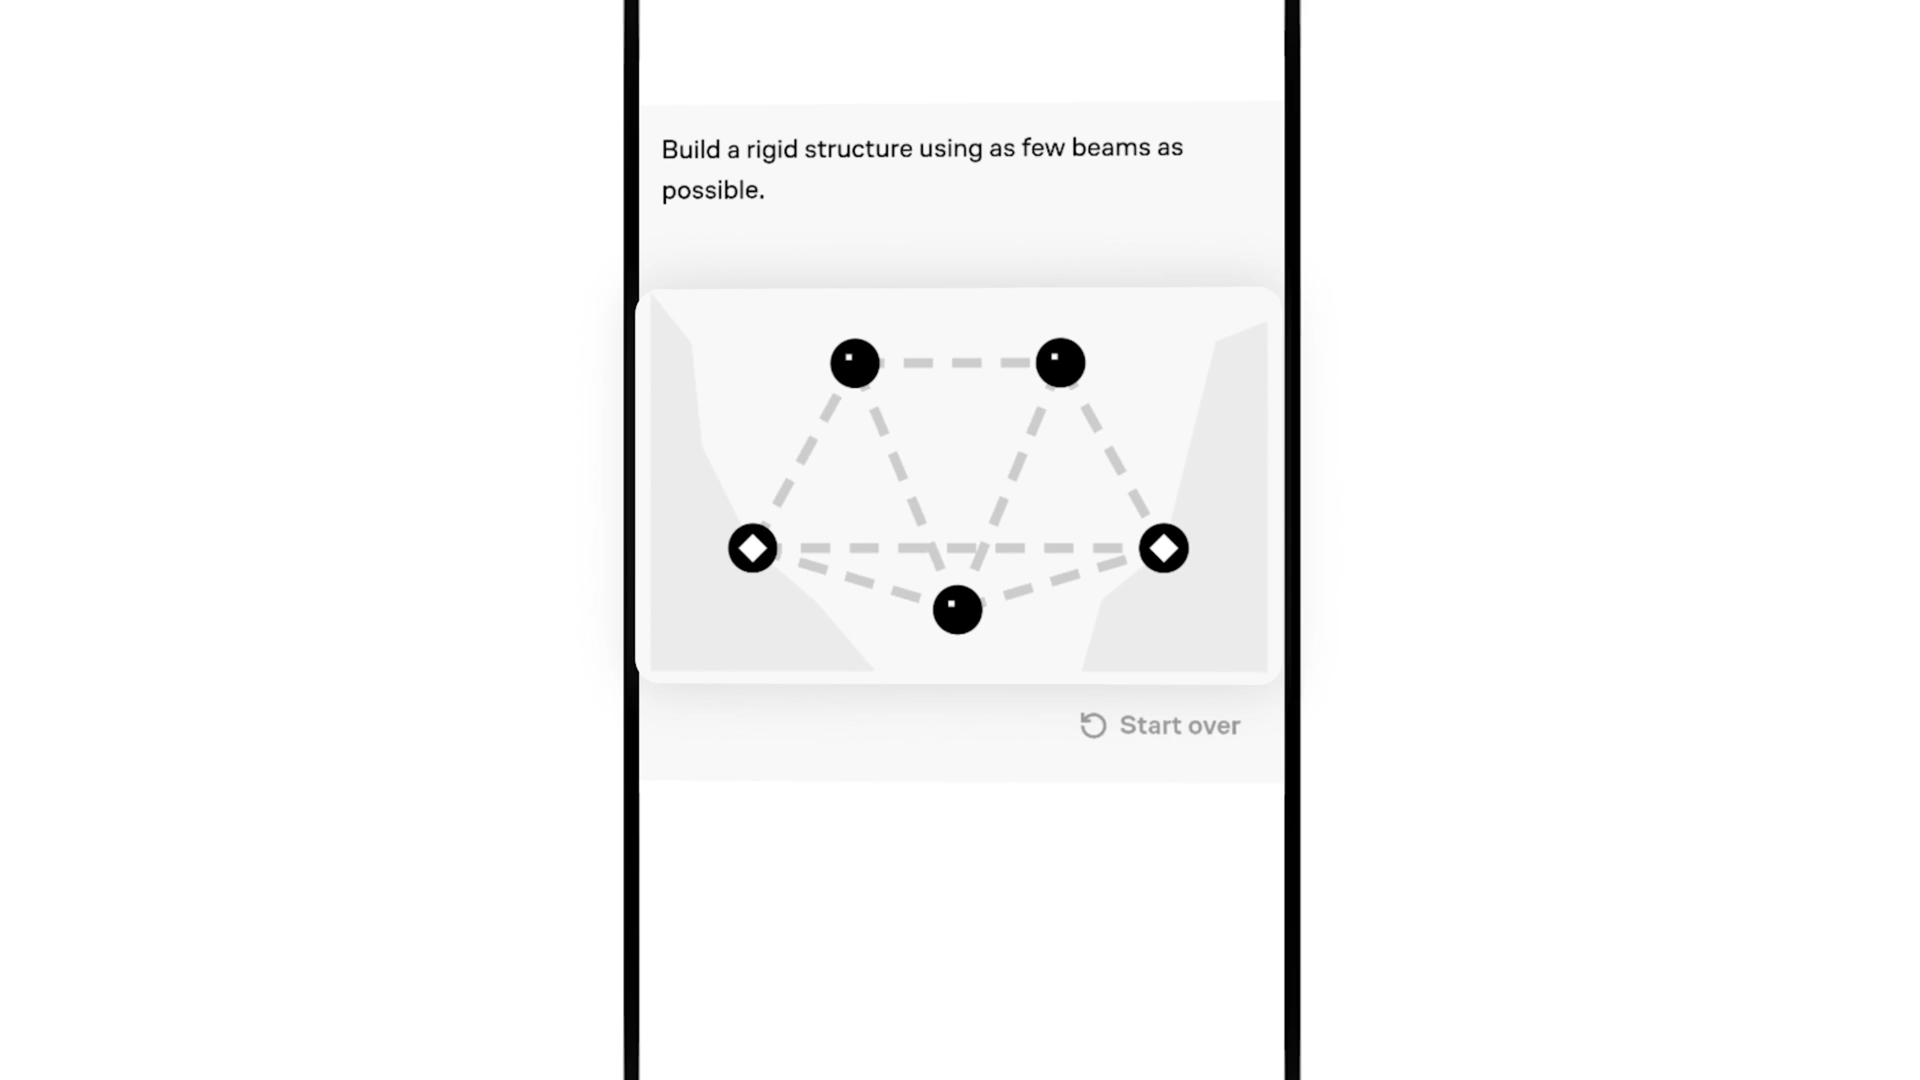 Build a rigid structure using as few beams as
possible.
Start over